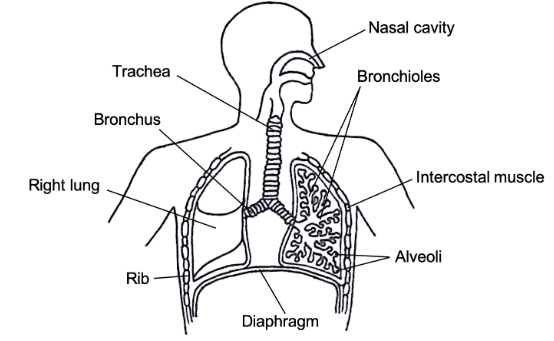 Nasal cavity
Trachea
Bronchioles
Bronchus
Right lung
Intercostal muscle
Alveoli
Rib
Diaphragm